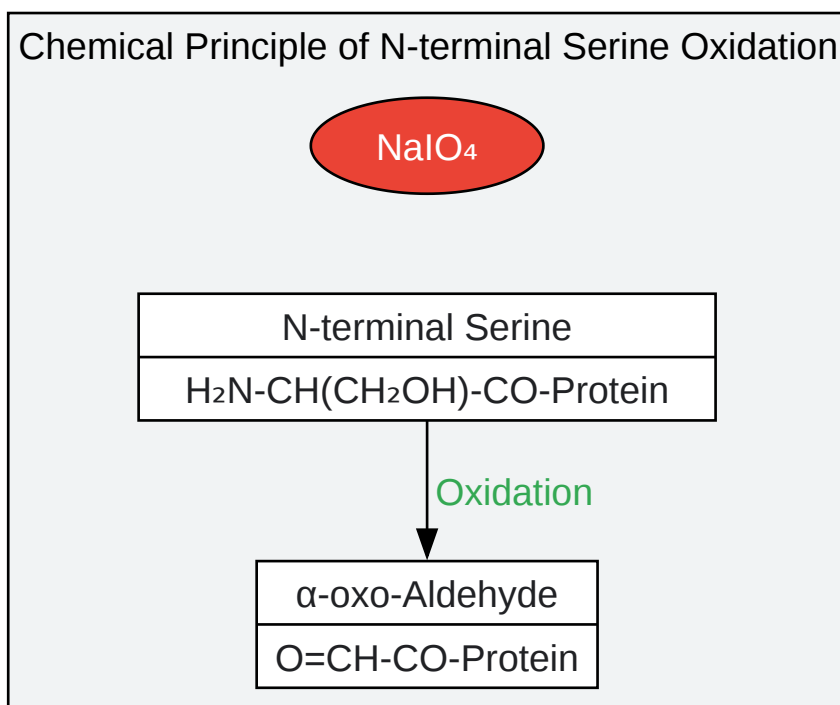 Chemical Principle of N-terminal Serine Oxidation
NaIO₄
N-terminal Serine
H₂N-CH(CH₂OH)-CO-Protein
Oxidation
α-oxo-Aldehyde
O=CH-CO-Protein